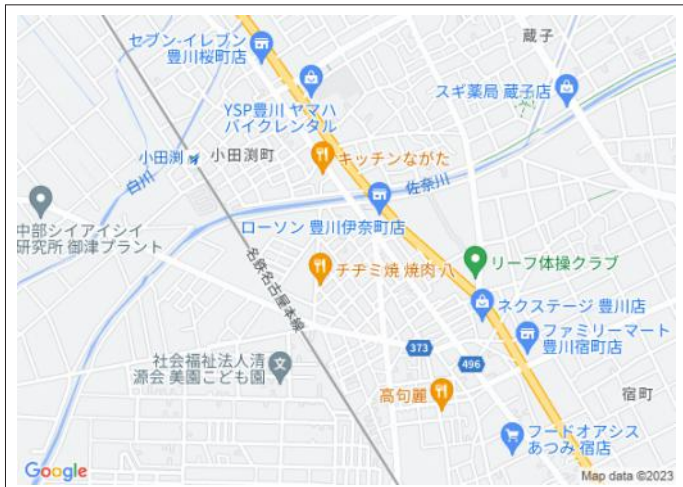 セブン-イレブン
豊川桜町店
蔵子
YSP豊川 ヤマハ
バイクレンタル
スギ薬局 蔵子店
小田渕
小田渕町
キッチンながた
白川
佐奈川
中部シイアイシイ
研究所 御津プラント
ローソン 豊川伊奈町店
名鉄名古屋本線
チヂミ焼 焼肉 八
リーフ体操クラブ
ネクステージ 豊川店
ファミリーマート
豊川宿町店
373
496
社会福祉法人清
源会 美園こども園
高句麗
宿町
フードオアシス
あつみ 宿店
Google
Map data ©2023